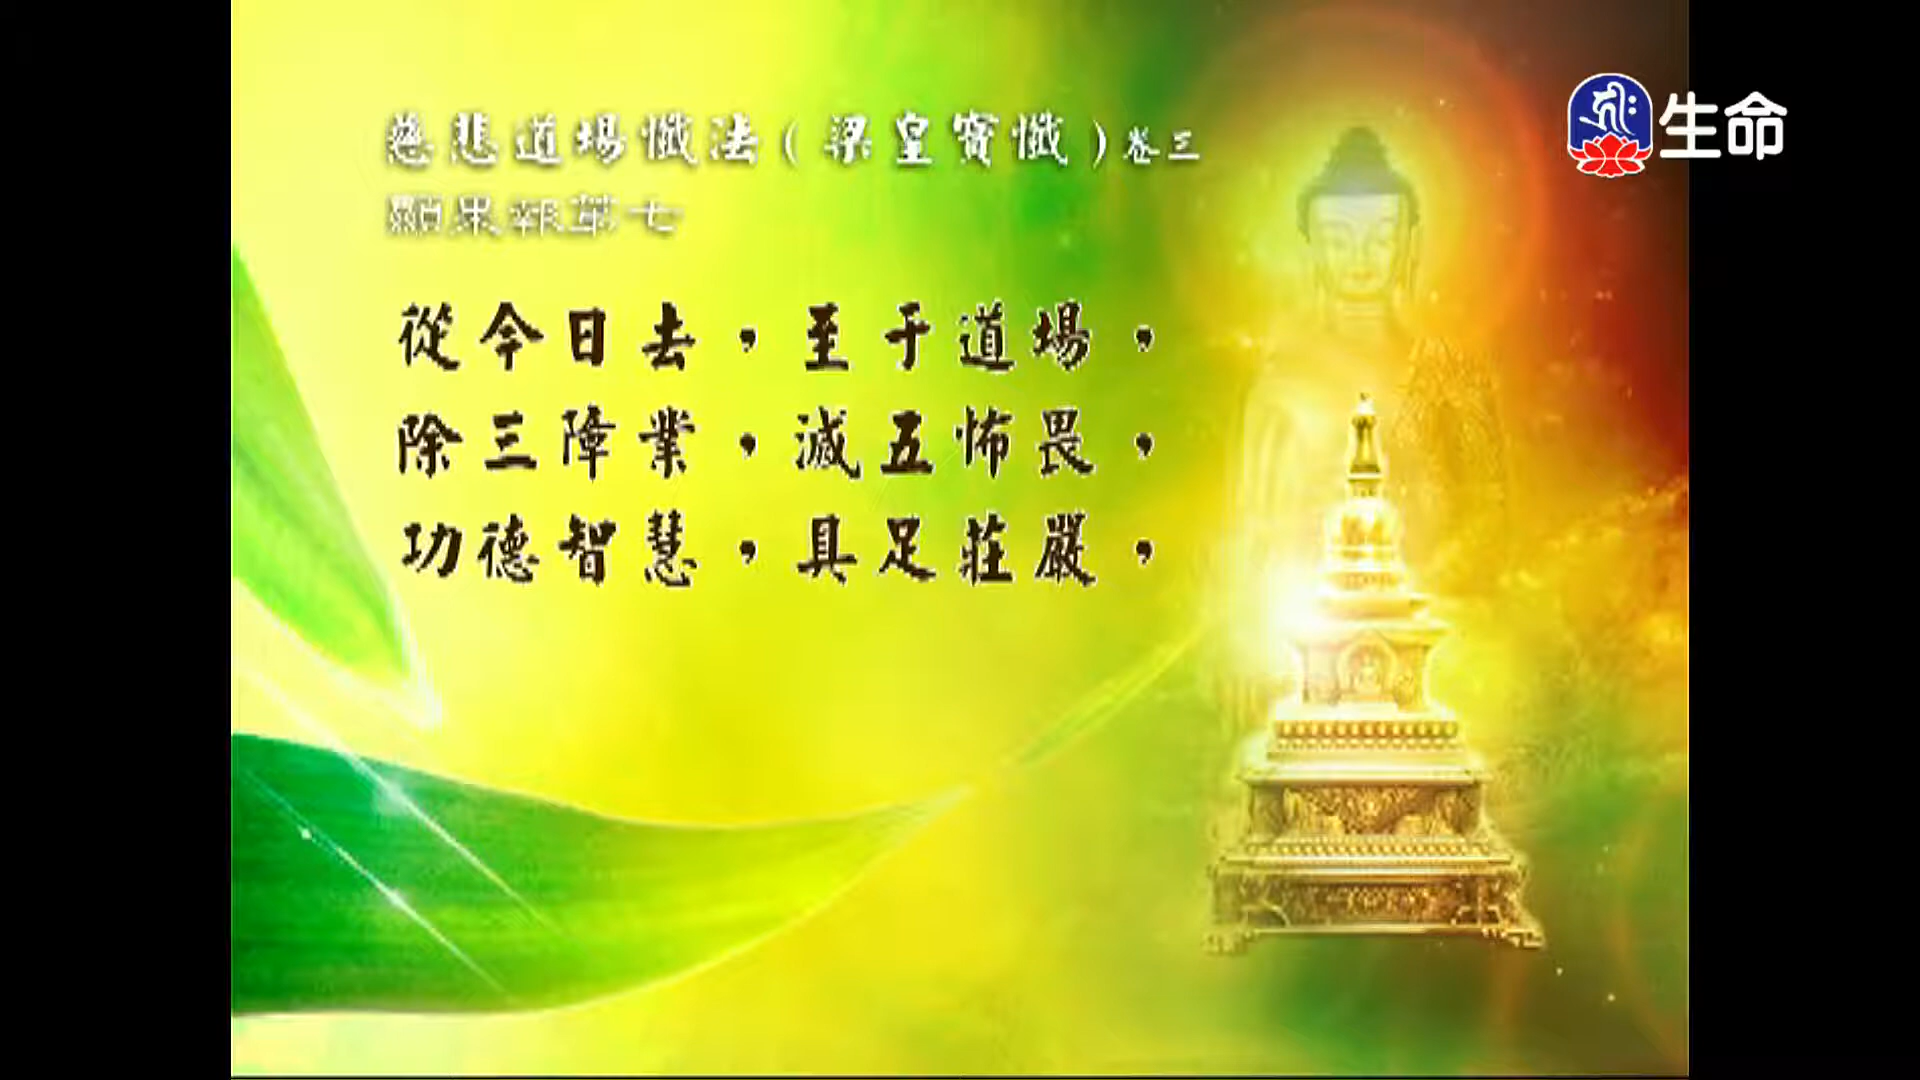 慈悲道場懺法(梁皇寶懺)卷三
顯果報第七
從今日去，至于道場，
除三障業，滅五怖畏，
功德智慧，具足莊嚴，
生命